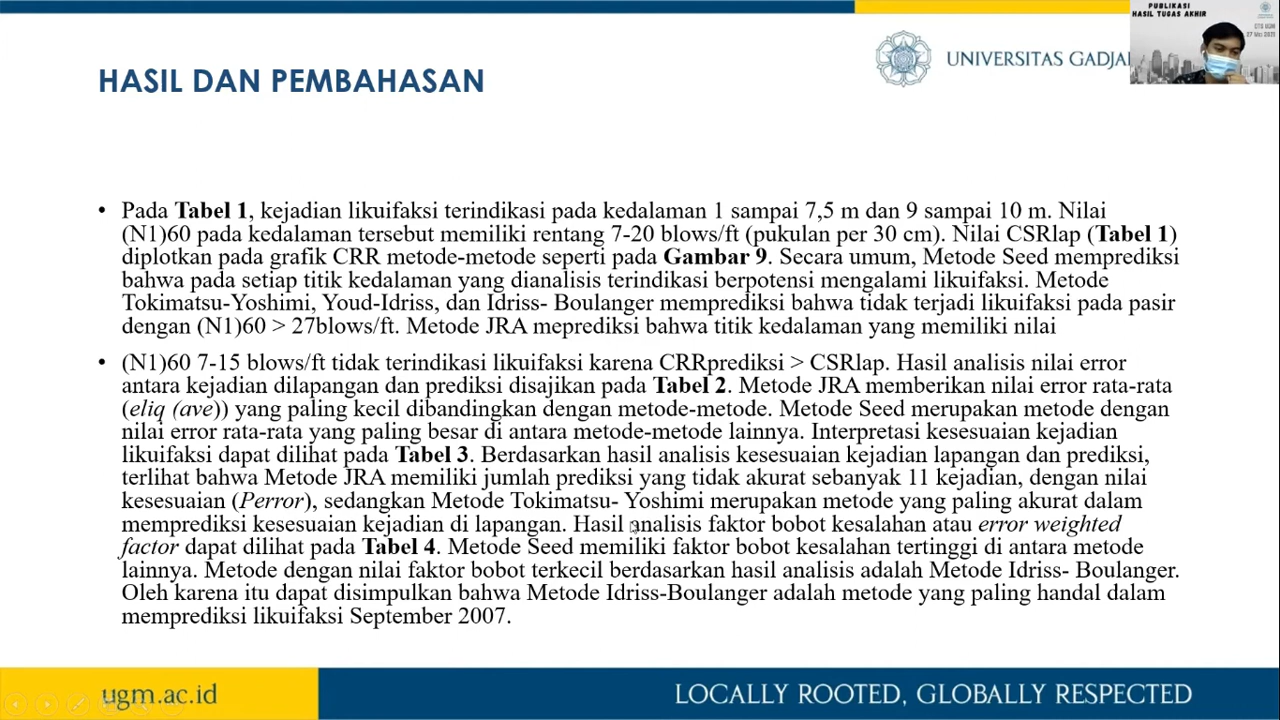 PUBLIKASI
HASIL TUGAS AKHIR
27 Mei 2021
UNIVERSITAS
HASIL DAN PEMBAHASAN
• Pada Tabel 1, kejadian likuifaksi terindikasi pada kedalaman 1 sampai 7,5 m dan 9 sampai 10 m. Nilai
(N1)60 pada kedalaman tersebut memiliki rentang 7-20 blows/ft (pukulan per 30 cm). Nilai CSRlap (Tabel 1)
diplotkan pada grafik CRR metode-metode seperti pada Gambar 9. Secara umum, Metode Seed memprediksi
bahwa pada setiap titik kedalaman yang dianalisis terindikasi berpotensi mengalami likuifaksi. Metode
Tokimatsu-Yoshimi, Youd-Idriss, dan Idriss- Boulanger memprediksi bahwa tidak terjadi likuifaksi pada pasir
dengan (N1)60 > 27blows/ft. Metode JRA meprediksi bahwa titik kedalaman yang memiliki nilai
• (N1)60 7-15 blows/ft tidak terindikasi likuifaksi karena CRRprediksi > CSRlap. Hasil analisis nilai error
antara kejadian dilapangan dan prediksi disajikan pada Tabel 2. Metode JRA memberikan nilai error rata-rata
(eliq (ave)) yang paling kecil dibandingkan dengan metode-metode. Metode Seed merupakan metode dengan
nilai error rata-rata yang paling besar di antara metode-metode lainnya. Interpretasi kesesuaian kejadian
likuifaksi dapat dilihat pada Tabel 3. Berdasarkan hasil analisis kesesuaian kejadian lapangan dan prediksi,
terlihat bahwa Metode JRA memiliki jumlah prediksi yang tidak akurat sebanyak 11 kejadian, dengan nilai
kesesuaian (Perror), sedangkan Metode Tokimatsu- Yoshimi merupakan metode yang paling akurat dalam
memprediksi kesesuaian kejadian di lapangan. Hasil analisis faktor bobot kesalahan atau error weighted
factor dapat dilihat pada Tabel 4. Metode Seed memiliki faktor bobot kesalahan tertinggi di antara metode
lainnya. Metode dengan nilai faktor bobot terkecil berdasarkan hasil analisis adalah Metode Idriss- Boulanger.
Oleh karena itu dapat disimpulkan bahwa Metode Idriss-Boulanger adalah metode yang paling handal dalam
memprediksi likuifaksi September 2007.
ugm.ac.id
LOCALLY ROOTED, GLOBALLY RESPECTED